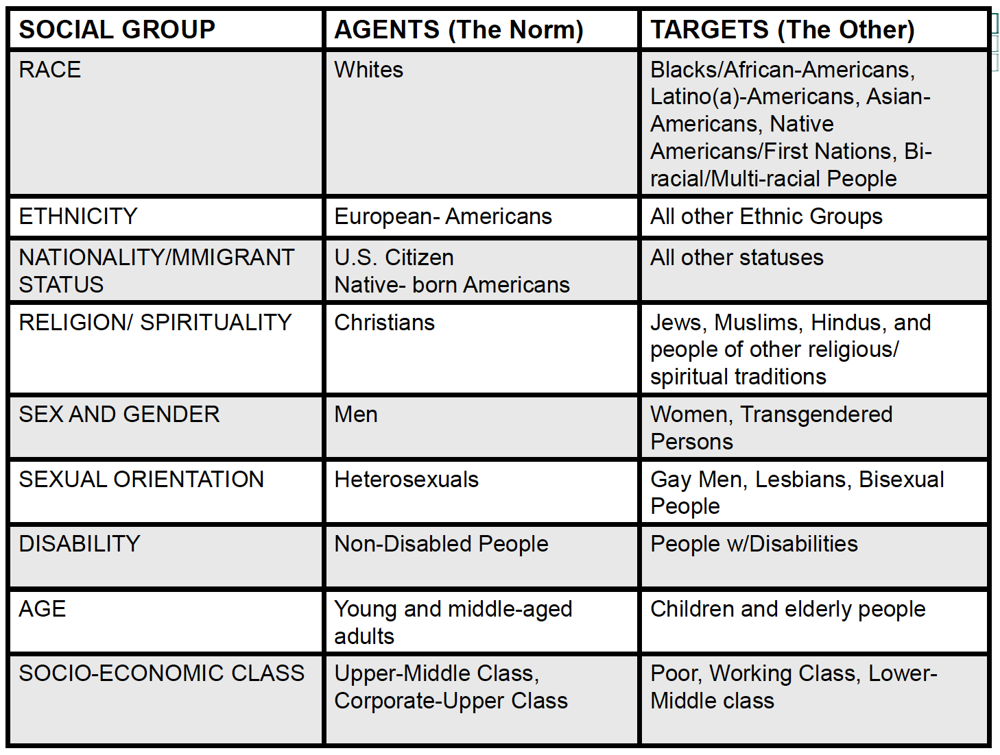 SOCIAL GROUP
AGENTS (The Norm)
TARGETS (The Other)
RACE
Whites
Blacks/African-Americans,
Latino(a)-Americans, Asian-
Americans, Native
Americans/First Nations, Bi-
racial/Multi-racial People
ETHNICITY
European- Americans
All other Ethnic Groups
NATIONALITY/MMIGRANT
STATUS
U.S. Citizen
Native- born Americans
All other statuses
RELIGION/ SPIRITUALITY
Christians
Jews, Muslims, Hindus, and
people of other religious/
spiritual traditions
SEX AND GENDER
Men
Women, Transgendered
Persons
SEXUAL ORIENTATION
Heterosexuals
Gay Men, Lesbians, Bisexual
People
DISABILITY
Non-Disabled People
People w/Disabilities
AGE
Young and middle-aged
adults
Children and elderly people
SOCIO-ECONOMIC CLASS
Upper-Middle Class,
Corporate-Upper Class
Poor, Working Class, Lower-
Middle class